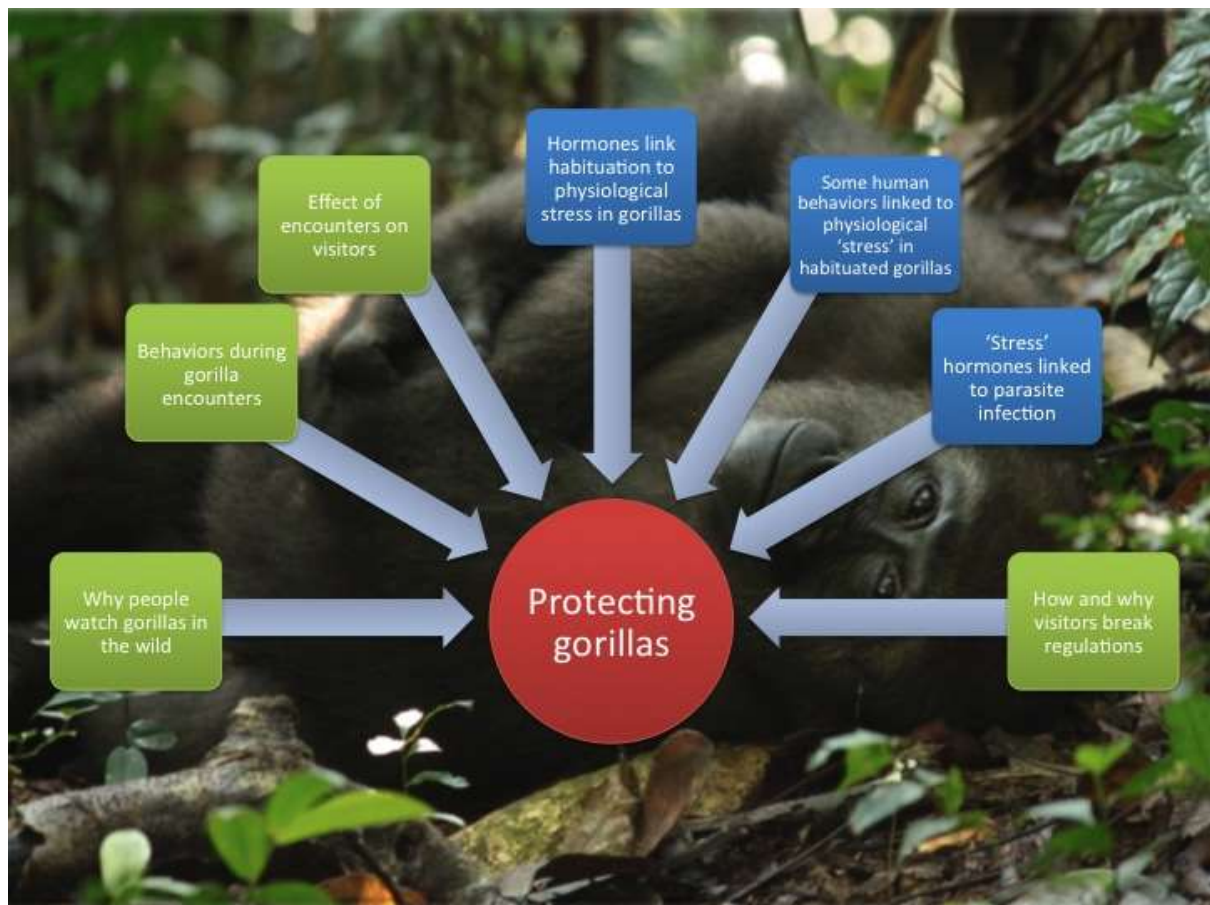 Hormones link
habituation to
physiological
stress in gorillas
Some human
behaviors linked to
physiological
‘stress’ in
habituated gorillas
Effect of
encounters on
visitors
Behaviors during
gorilla
encounters
‘Stress’
hormones linked
to parasite
infection
Why people
watch gorillas in
the wild
Protecting
gorillas
How and why
visitors break
regulations